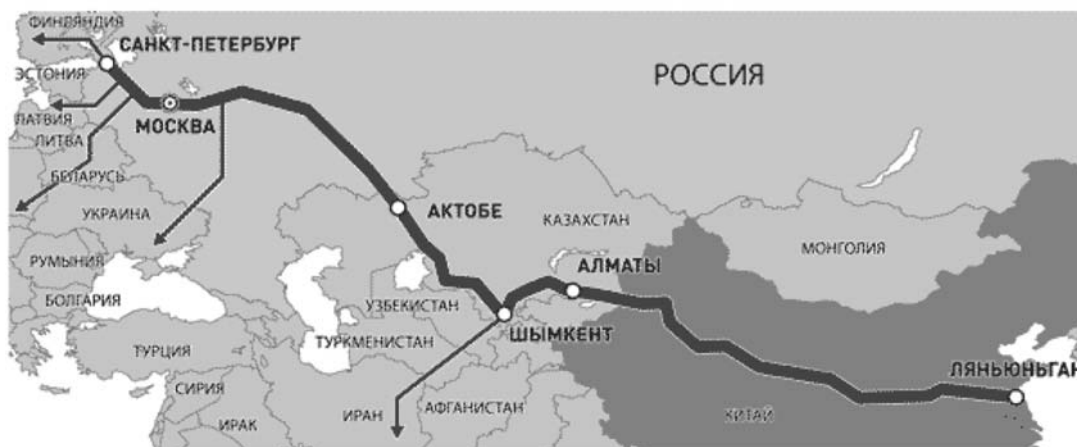 ФИНЛЯНДИЯ
САНКТ-ПЕТЕРБУРГ
ЭСТОНИЯ
РОССИЯ
ЛАТВИЯ
МОСКВА
ЛИТВА
БЕЛАРУСЬ
УКРАИНА
АКТОБЕ
КАЗАХСТАН
МОНГОЛИЯ
РУМЫНИЯ
АЛМАТЫ
БОЛГАРИЯ
УЗБЕКИСТАН
ШЫМКЕНТ
ТУРКМЕНИСТАН
ТУРЦИЯ
ЛЯНЬЮНЬГАН
СИРИЯ
ИРАН
АФГАНИСТАН
КИТАЙ
ИРАК